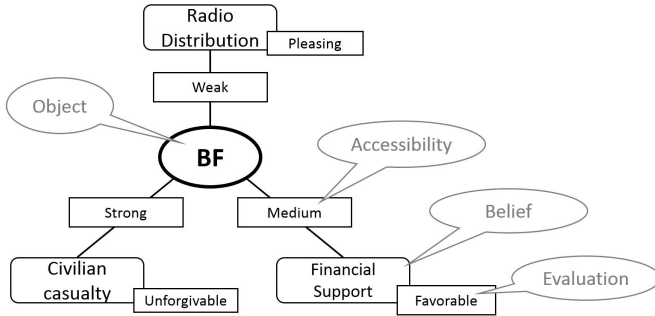 Radio
Distribution
Pleasing
Weak
Object
BF
Accessibility
Strong
Medium
Belief
Civilian
casualty
Unforgivable
Financial
Support
Favorable
Evaluation